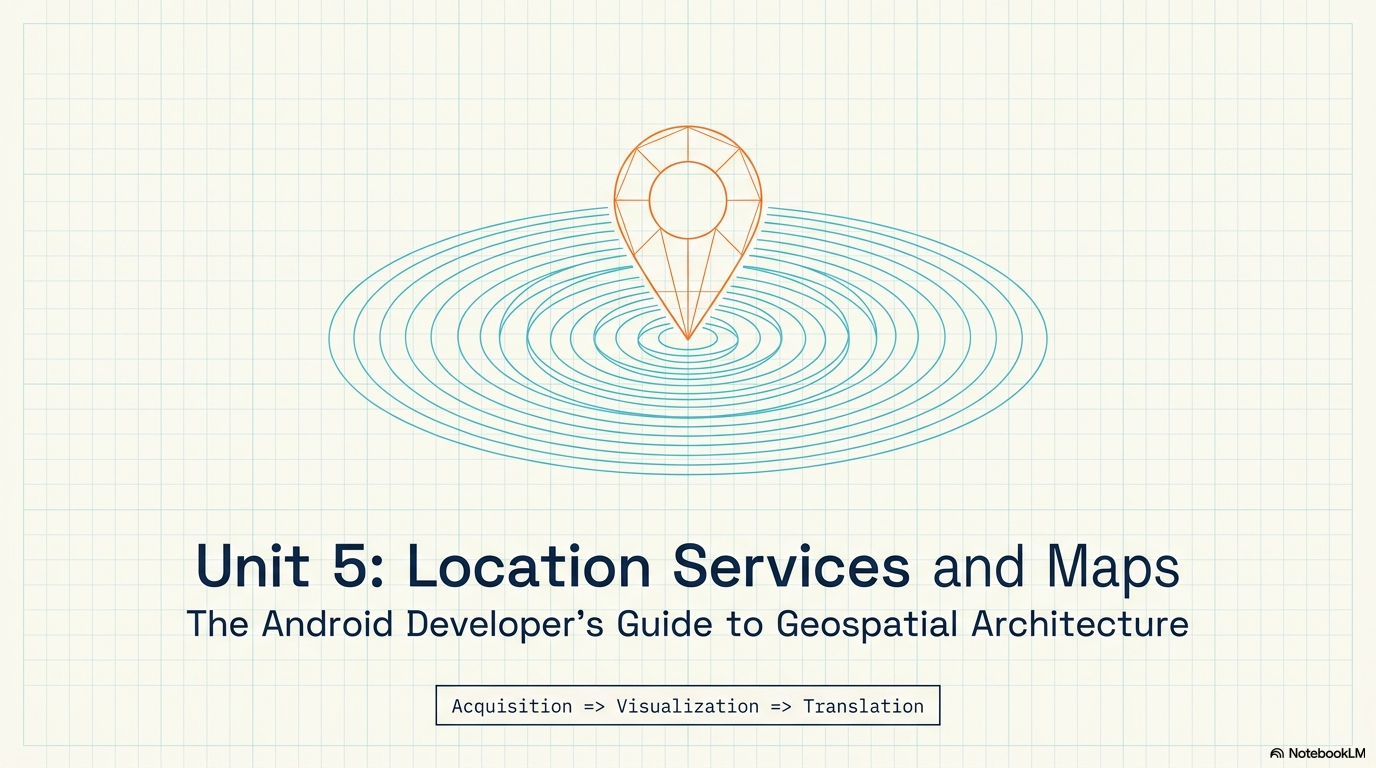 Unit 5: Location Services and Maps
The Android Developer’s Guide to Geospatial Architecture
Acquisition => Visualization => Translation
NotebookLM